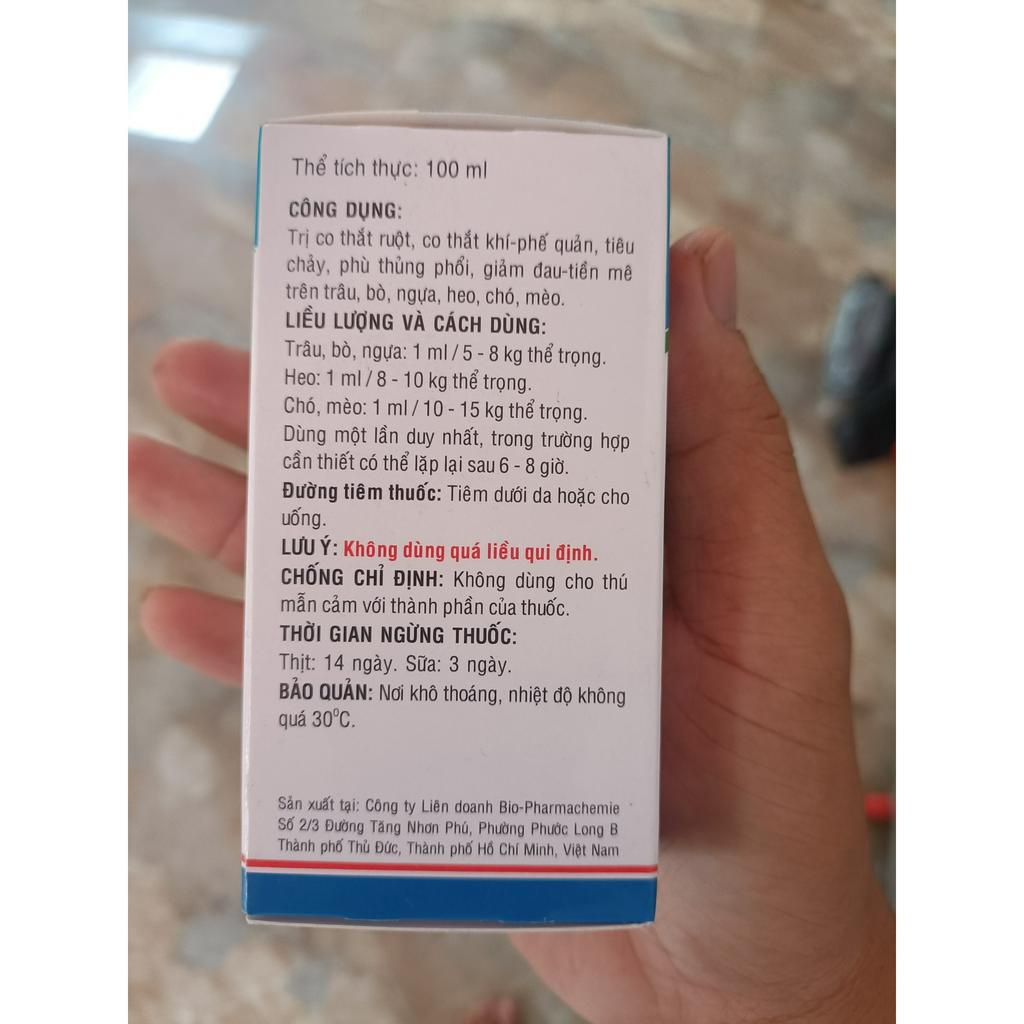 Thể tích thực: 100 ml
CÔNG DỤNG:
Trị co thắt ruột, co thắt khí-phế quản, tiêu
chảy, phù thủng phổi, giảm đau-tiền mê
trên trâu, bò, ngựa, heo, chó, mèo.
LIỀU LƯỢNG VÀ CÁCH DÙNG:
Trâu, bò, ngựa: 1 ml / 5 - 8 kg thể trọng.
Heo: 1 ml / 8 - 10 kg thể trọng.
Chó, mèo: 1 ml / 10 - 15 kg thể trọng.
Dùng một lần duy nhất, trong trường hợp
cần thiết có thể lặp lại sau 6 - 8 giờ.
Đường tiêm thuốc: Tiêm dưới da hoặc cho
uống.
LƯU Ý: Không dùng quá liều qui định.
CHỐNG CHỈ ĐỊNH: Không dùng cho thú
mẫn cảm với thành phần của thuốc.
THỜI GIAN NGỪNG THUỐC:
Thịt: 14 ngày. Sữa: 3 ngày.
BẢO QUẢN: Nơi khô thoáng, nhiệt độ không
quá 30⁰C.
Sản xuất tại: Công ty Liên doanh Bio-Pharmachemie
Số 2/3 Đường Tăng Nhơn Phú, Phường Phước Long B
Thành phố Thủ Đức, Thành phố Hồ Chí Minh, Việt Nam